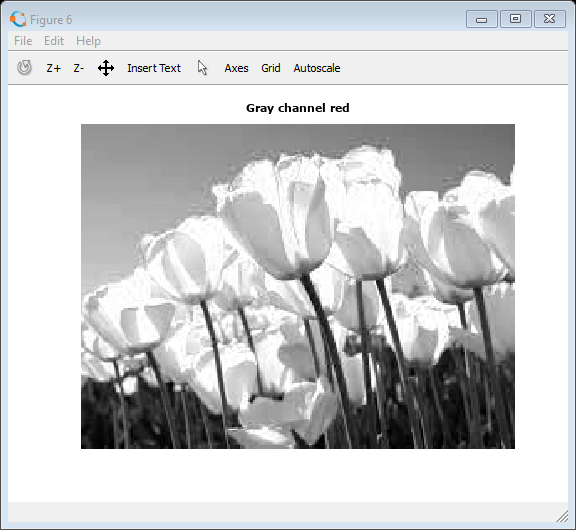 Figure 6
File Edit Help
Z+ Z- Insert Text Axes Grid Autoscale
Gray channel red